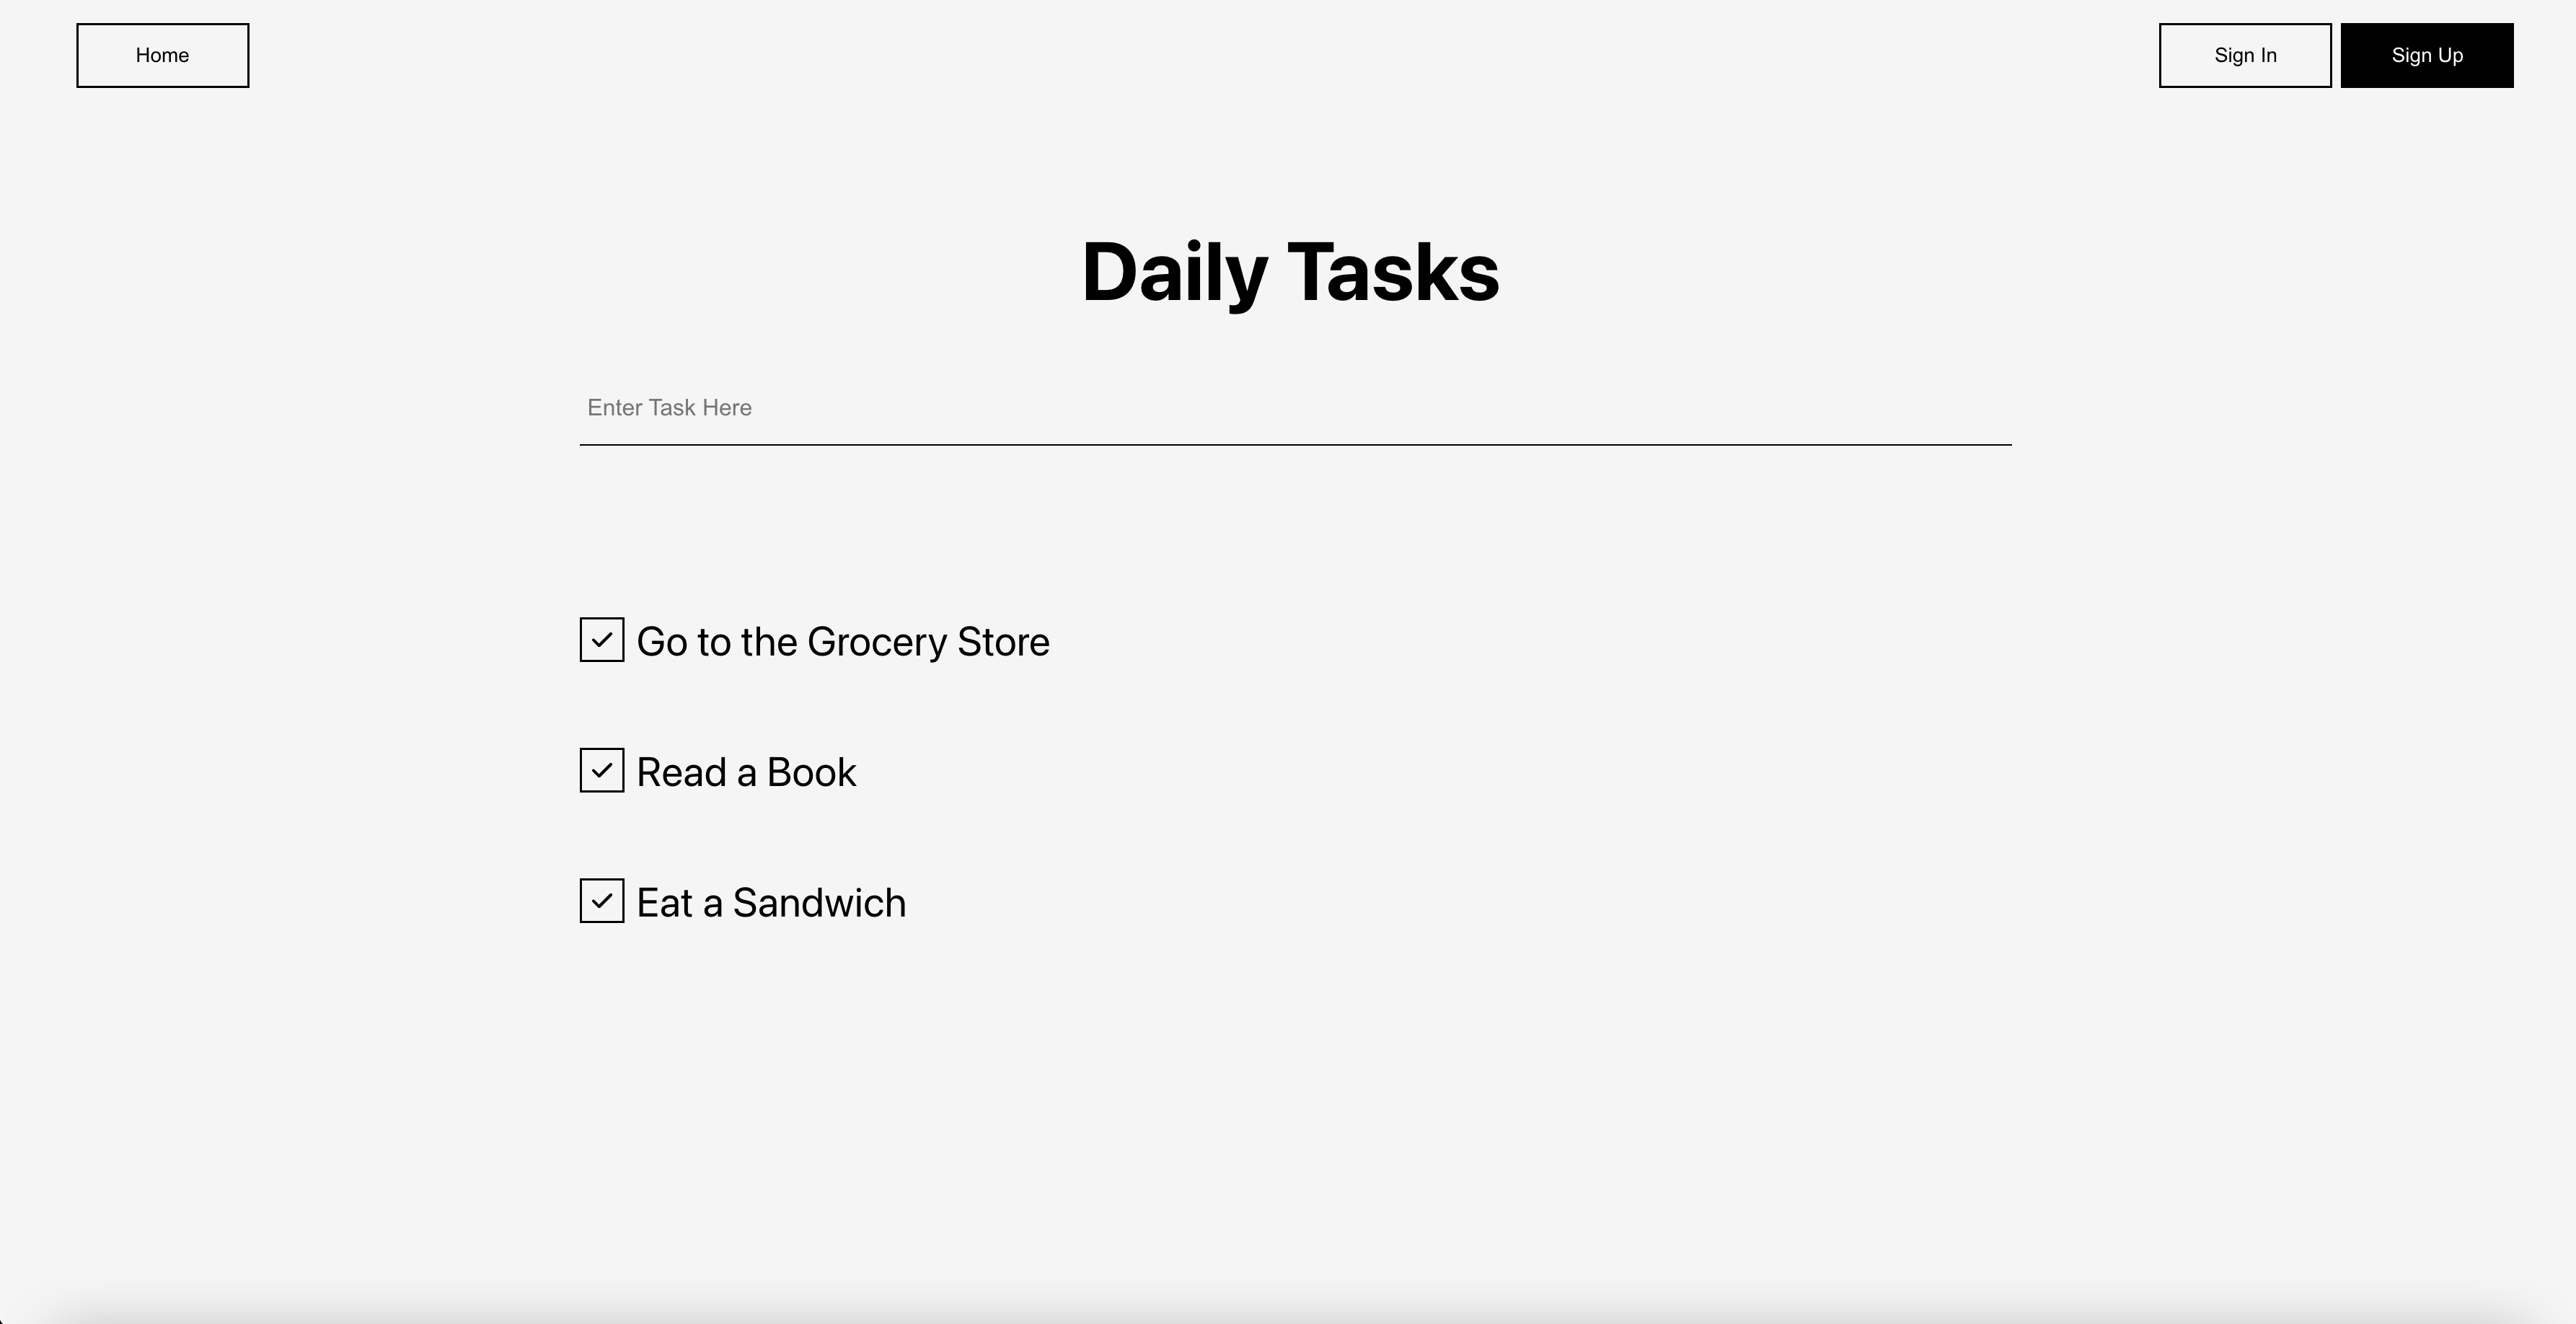 Home Sign In Sign Up
Daily Tasks
Enter Task Here
Go to the Grocery Store
Read a Book
Eat a Sandwich